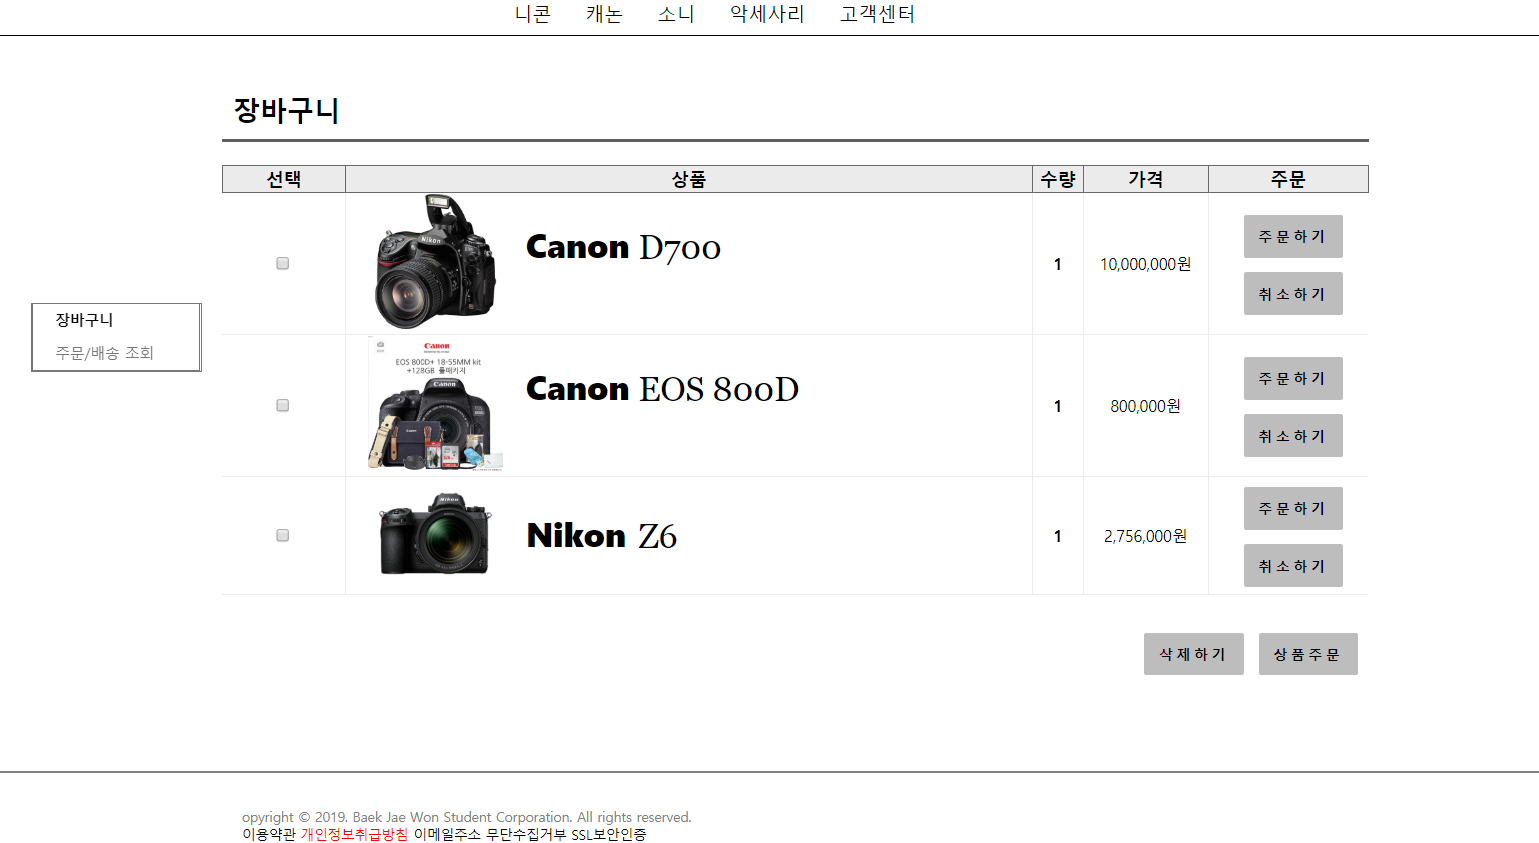 니콘 캐논 소니 악세사리 고객센터
장바구니
선택 상품 수량 가격 주문
Nikon
Canon D700
1
10,000,000원
주문하기
취소하기
장바구니
주문/배송 조회
Canon
EOS 800D+ 18-55MM kit
+128GB 풀패키지
Canon
Canon EOS 800D
1
800,000원
주문하기
취소하기
Nikon
Nikon Z6
1
2,756,000원
주문하기
취소하기
삭제하기 상품주문
opyright © 2019. Baek Jae Won Student Corporation. All rights reserved.
이용약관 개인정보취급방침 이메일주소 무단수집거부 SSL보안인증